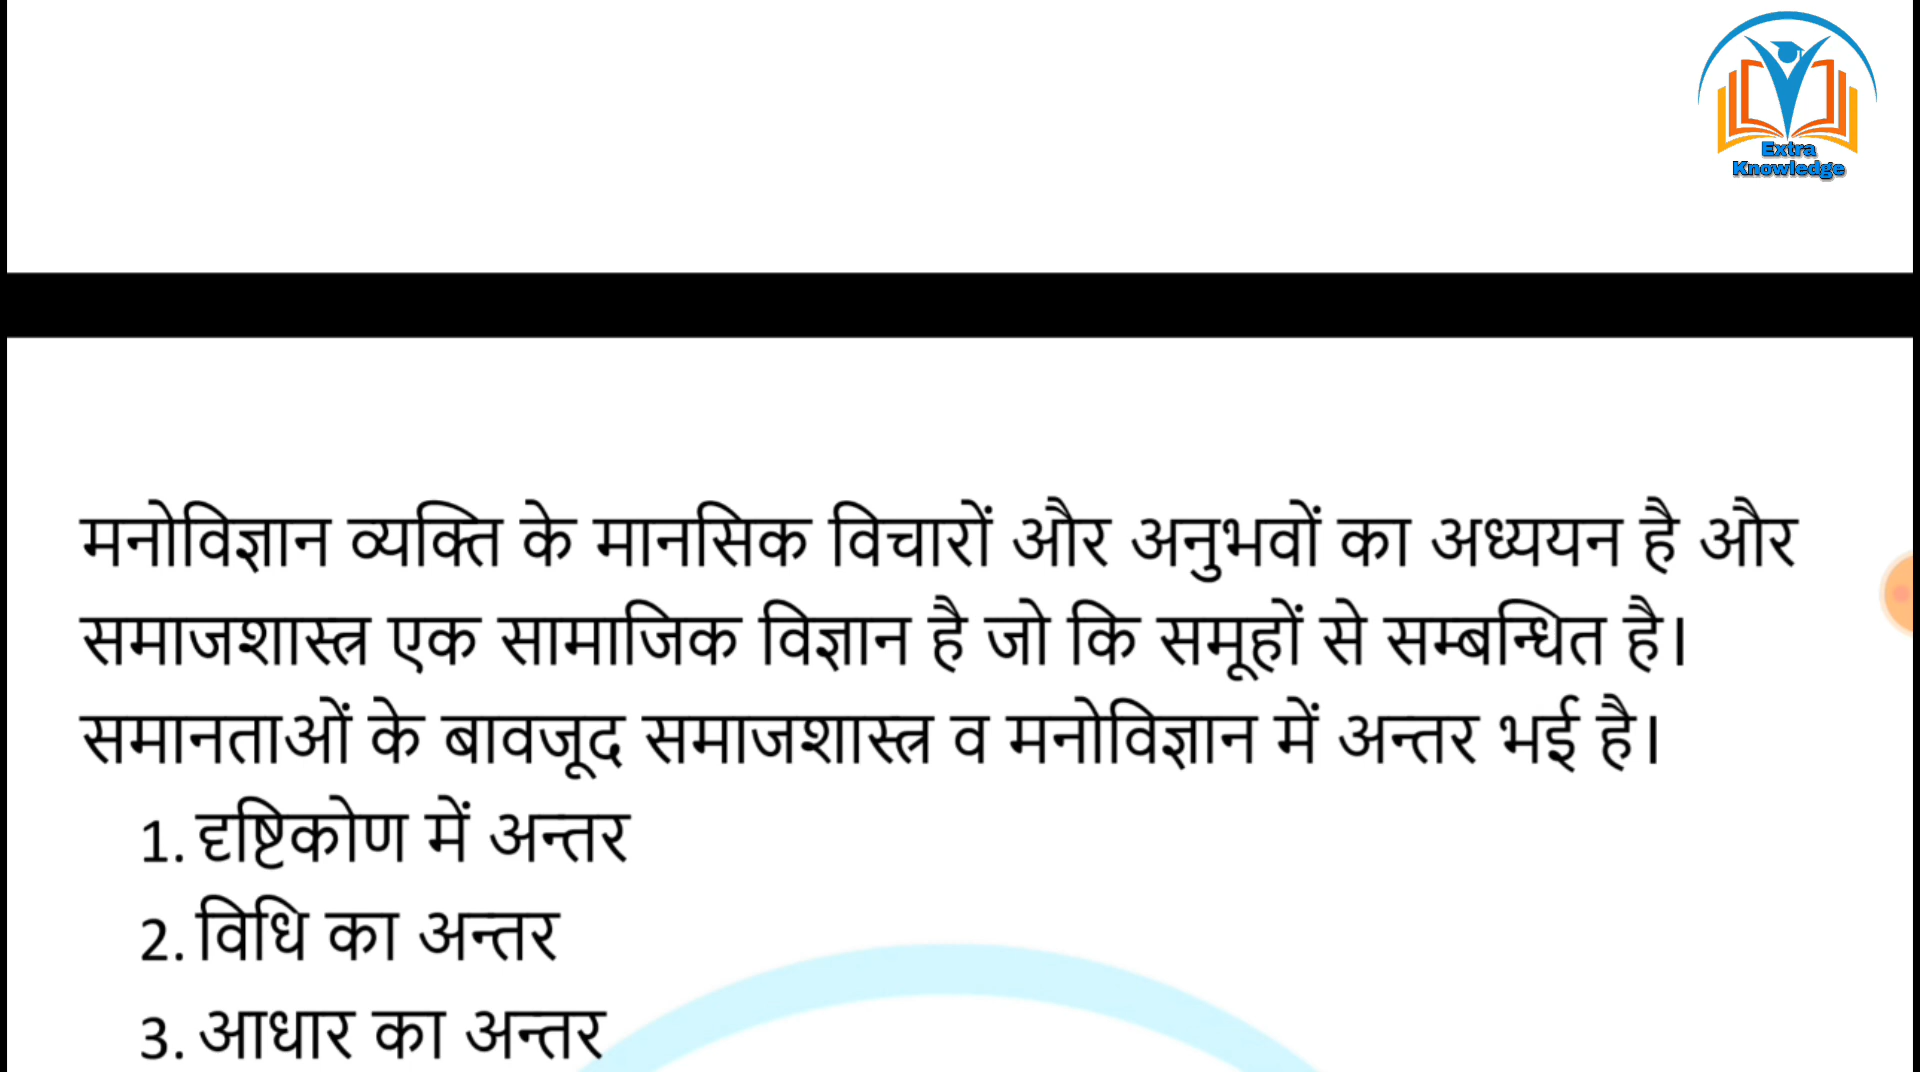 Extra
Knowledge
मनोविज्ञान व्यक्ति के मानसिक विचारों और अनुभवों का अध्ययन है और
समाजशास्त्र एक सामाजिक विज्ञान है जो कि समूहों से सम्बन्धित है।
समानताओं के बावजूद समाजशास्त्र व मनोविज्ञान में अन्तर भई है।
1. दृष्टिकोण में अन्तर
2. विधि का अन्तर
3. आधार का अन्तर